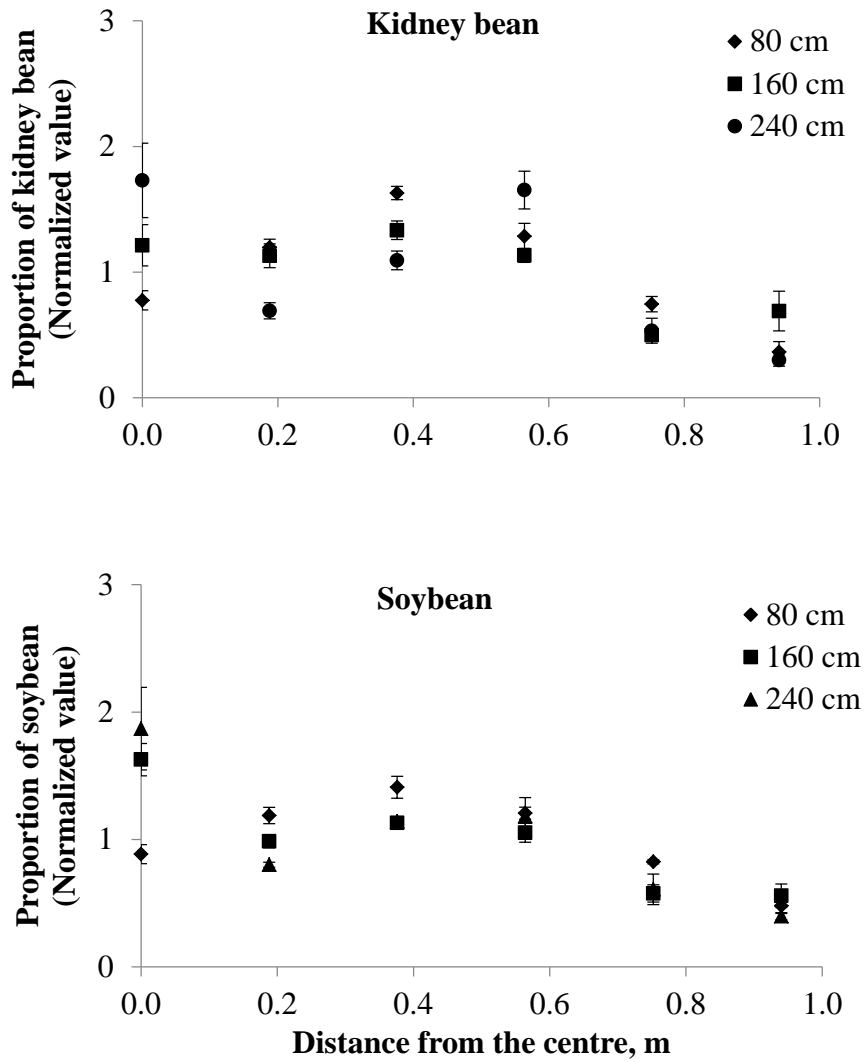 Kidney bean
Proportion of kidney bean
(Normalized value)
3
2
1
0
0.0 0.2 0.4 0.6 0.8 1.0
80 cm
160 cm
240 cm
Soybean
Proportion of soybean
(Normalized value)
3
2
1
0
0.0 0.2 0.4 0.6 0.8 1.0
80 cm
160 cm
240 cm
Distance from the centre, m